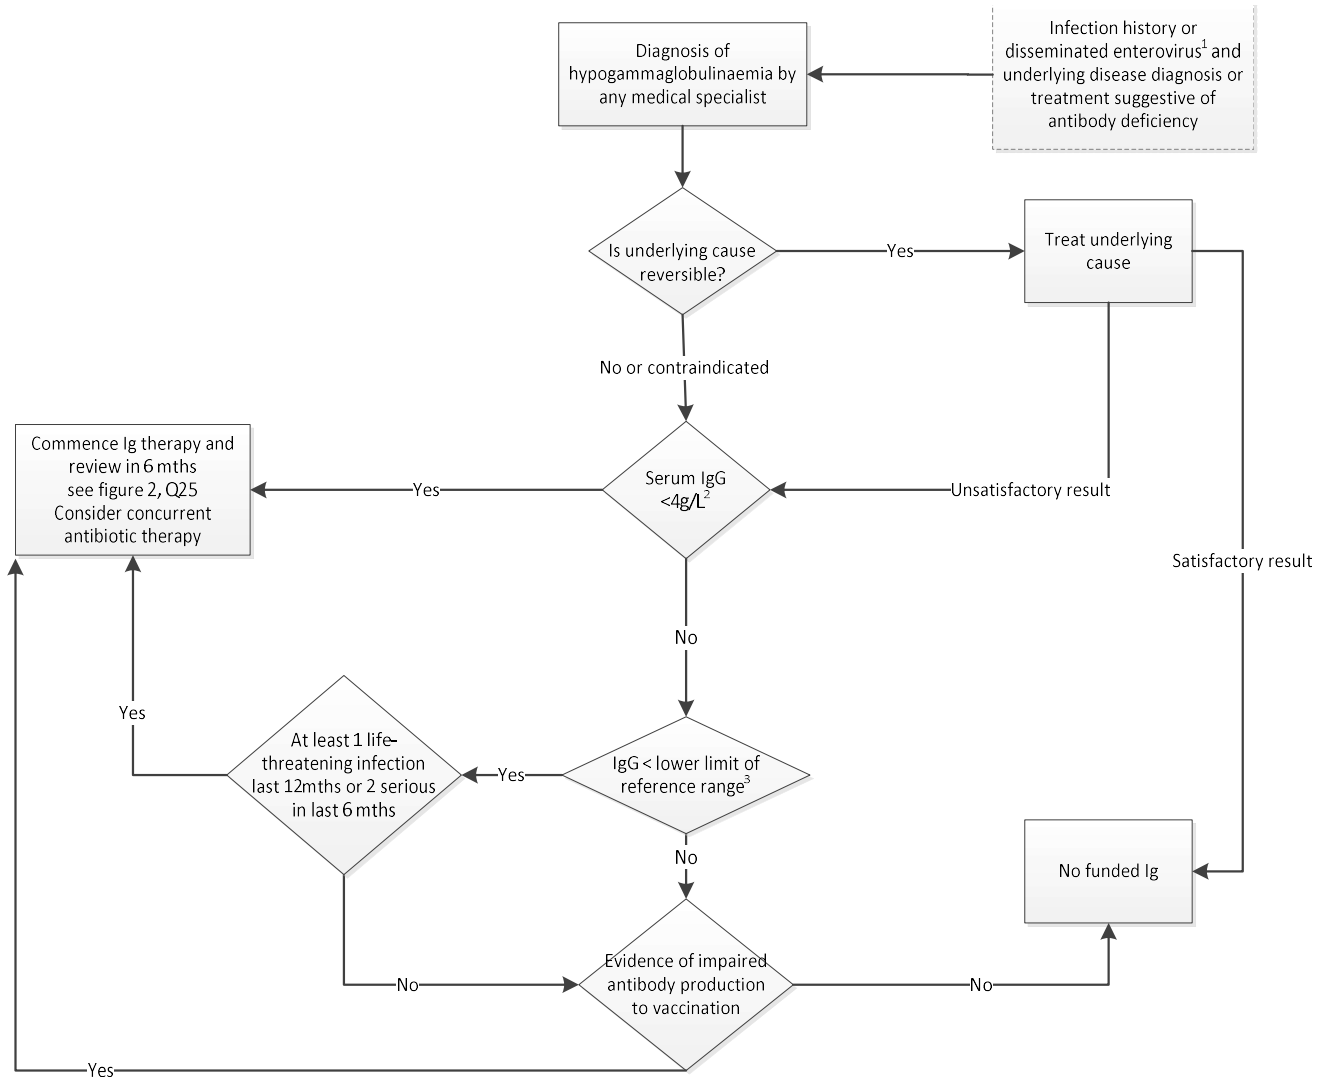 Diagnosis of
hypogammaglobulinaemia by
any medical specialist
Infection history or
disseminated enterovirus1 and
underlying disease diagnosis or
treatment suggestive of
antibody deficiency
Is underlying cause
reversible?
Yes
Treat underlying
cause
No or contraindicated
Commence Ig therapy and
review in 6 mths
see figure 2, Q25
Consider concurrent
antibiotic therapy
Yes
Serum IgG
<4g/L2
Unsatisfactory result
Satisfactory result
No
Yes
At least 1 life-
threatening infection
last 12mths or 2 serious
in last 6 mths
Yes
IgG < lower limit of
reference range3
No
No funded Ig
No
Evidence of impaired
antibody production
to vaccination
No
Yes